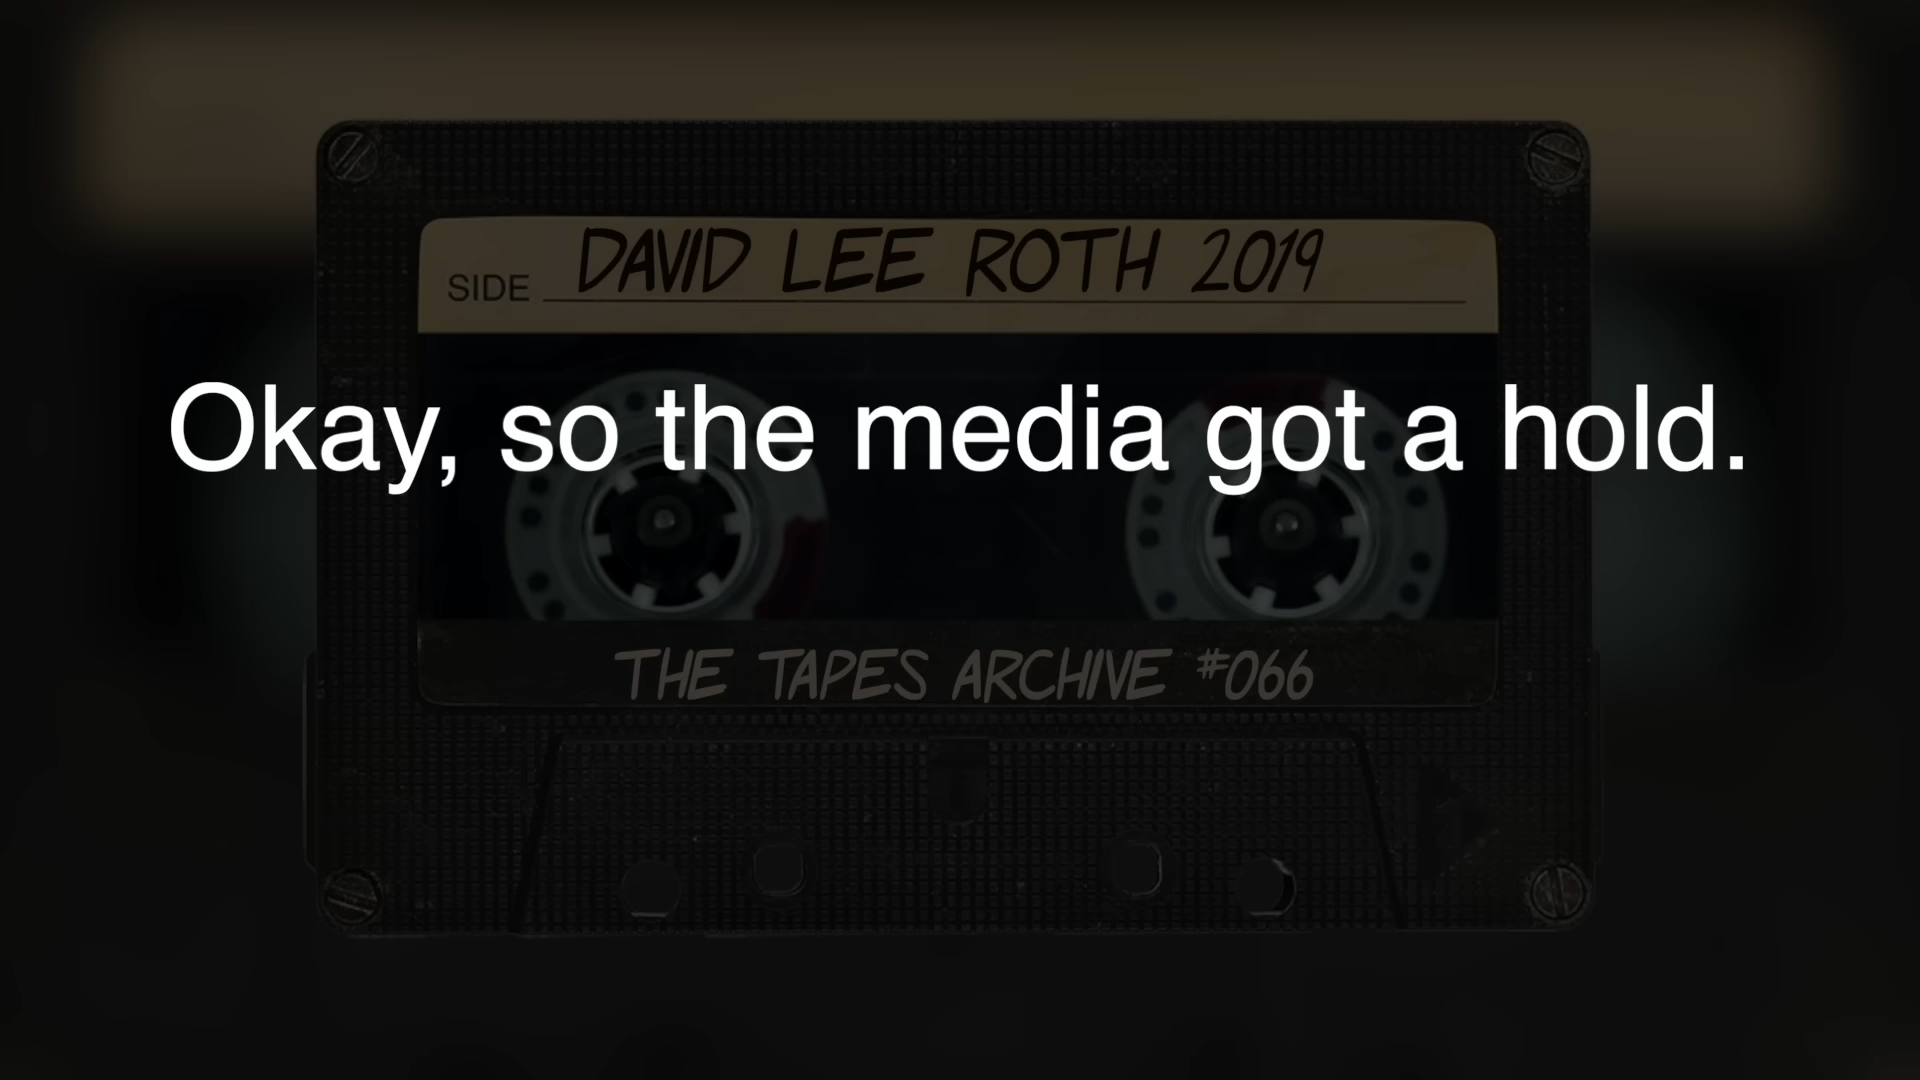 SIDE DAVID LEE ROTH 2019
Okay, so the media got a hold.
THE TAPES ARCHIVE #066